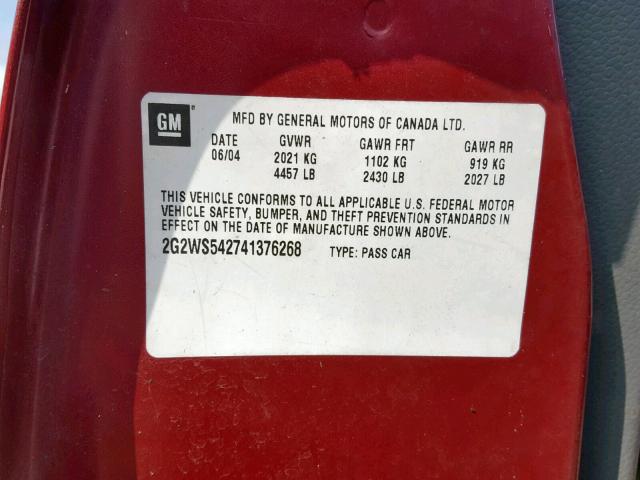 GM®
MFD BY GENERAL MOTORS OF CANADA LTD.
DATE GVWR GAWR FRT GAWR RR
06/04 2021 KG 1102 KG 919 KG
4457 LB 2430 LB 2027 LB
THIS VEHICLE CONFORMS TO ALL APPLICABLE U.S. FEDERAL MOTOR
VEHICLE SAFETY, BUMPER, AND THEFT PREVENTION STANDARDS IN
EFFECT ON THE DATE OF MANUFACTURE SHOWN ABOVE.
2G2WS542741376268 TYPE: PASS CAR